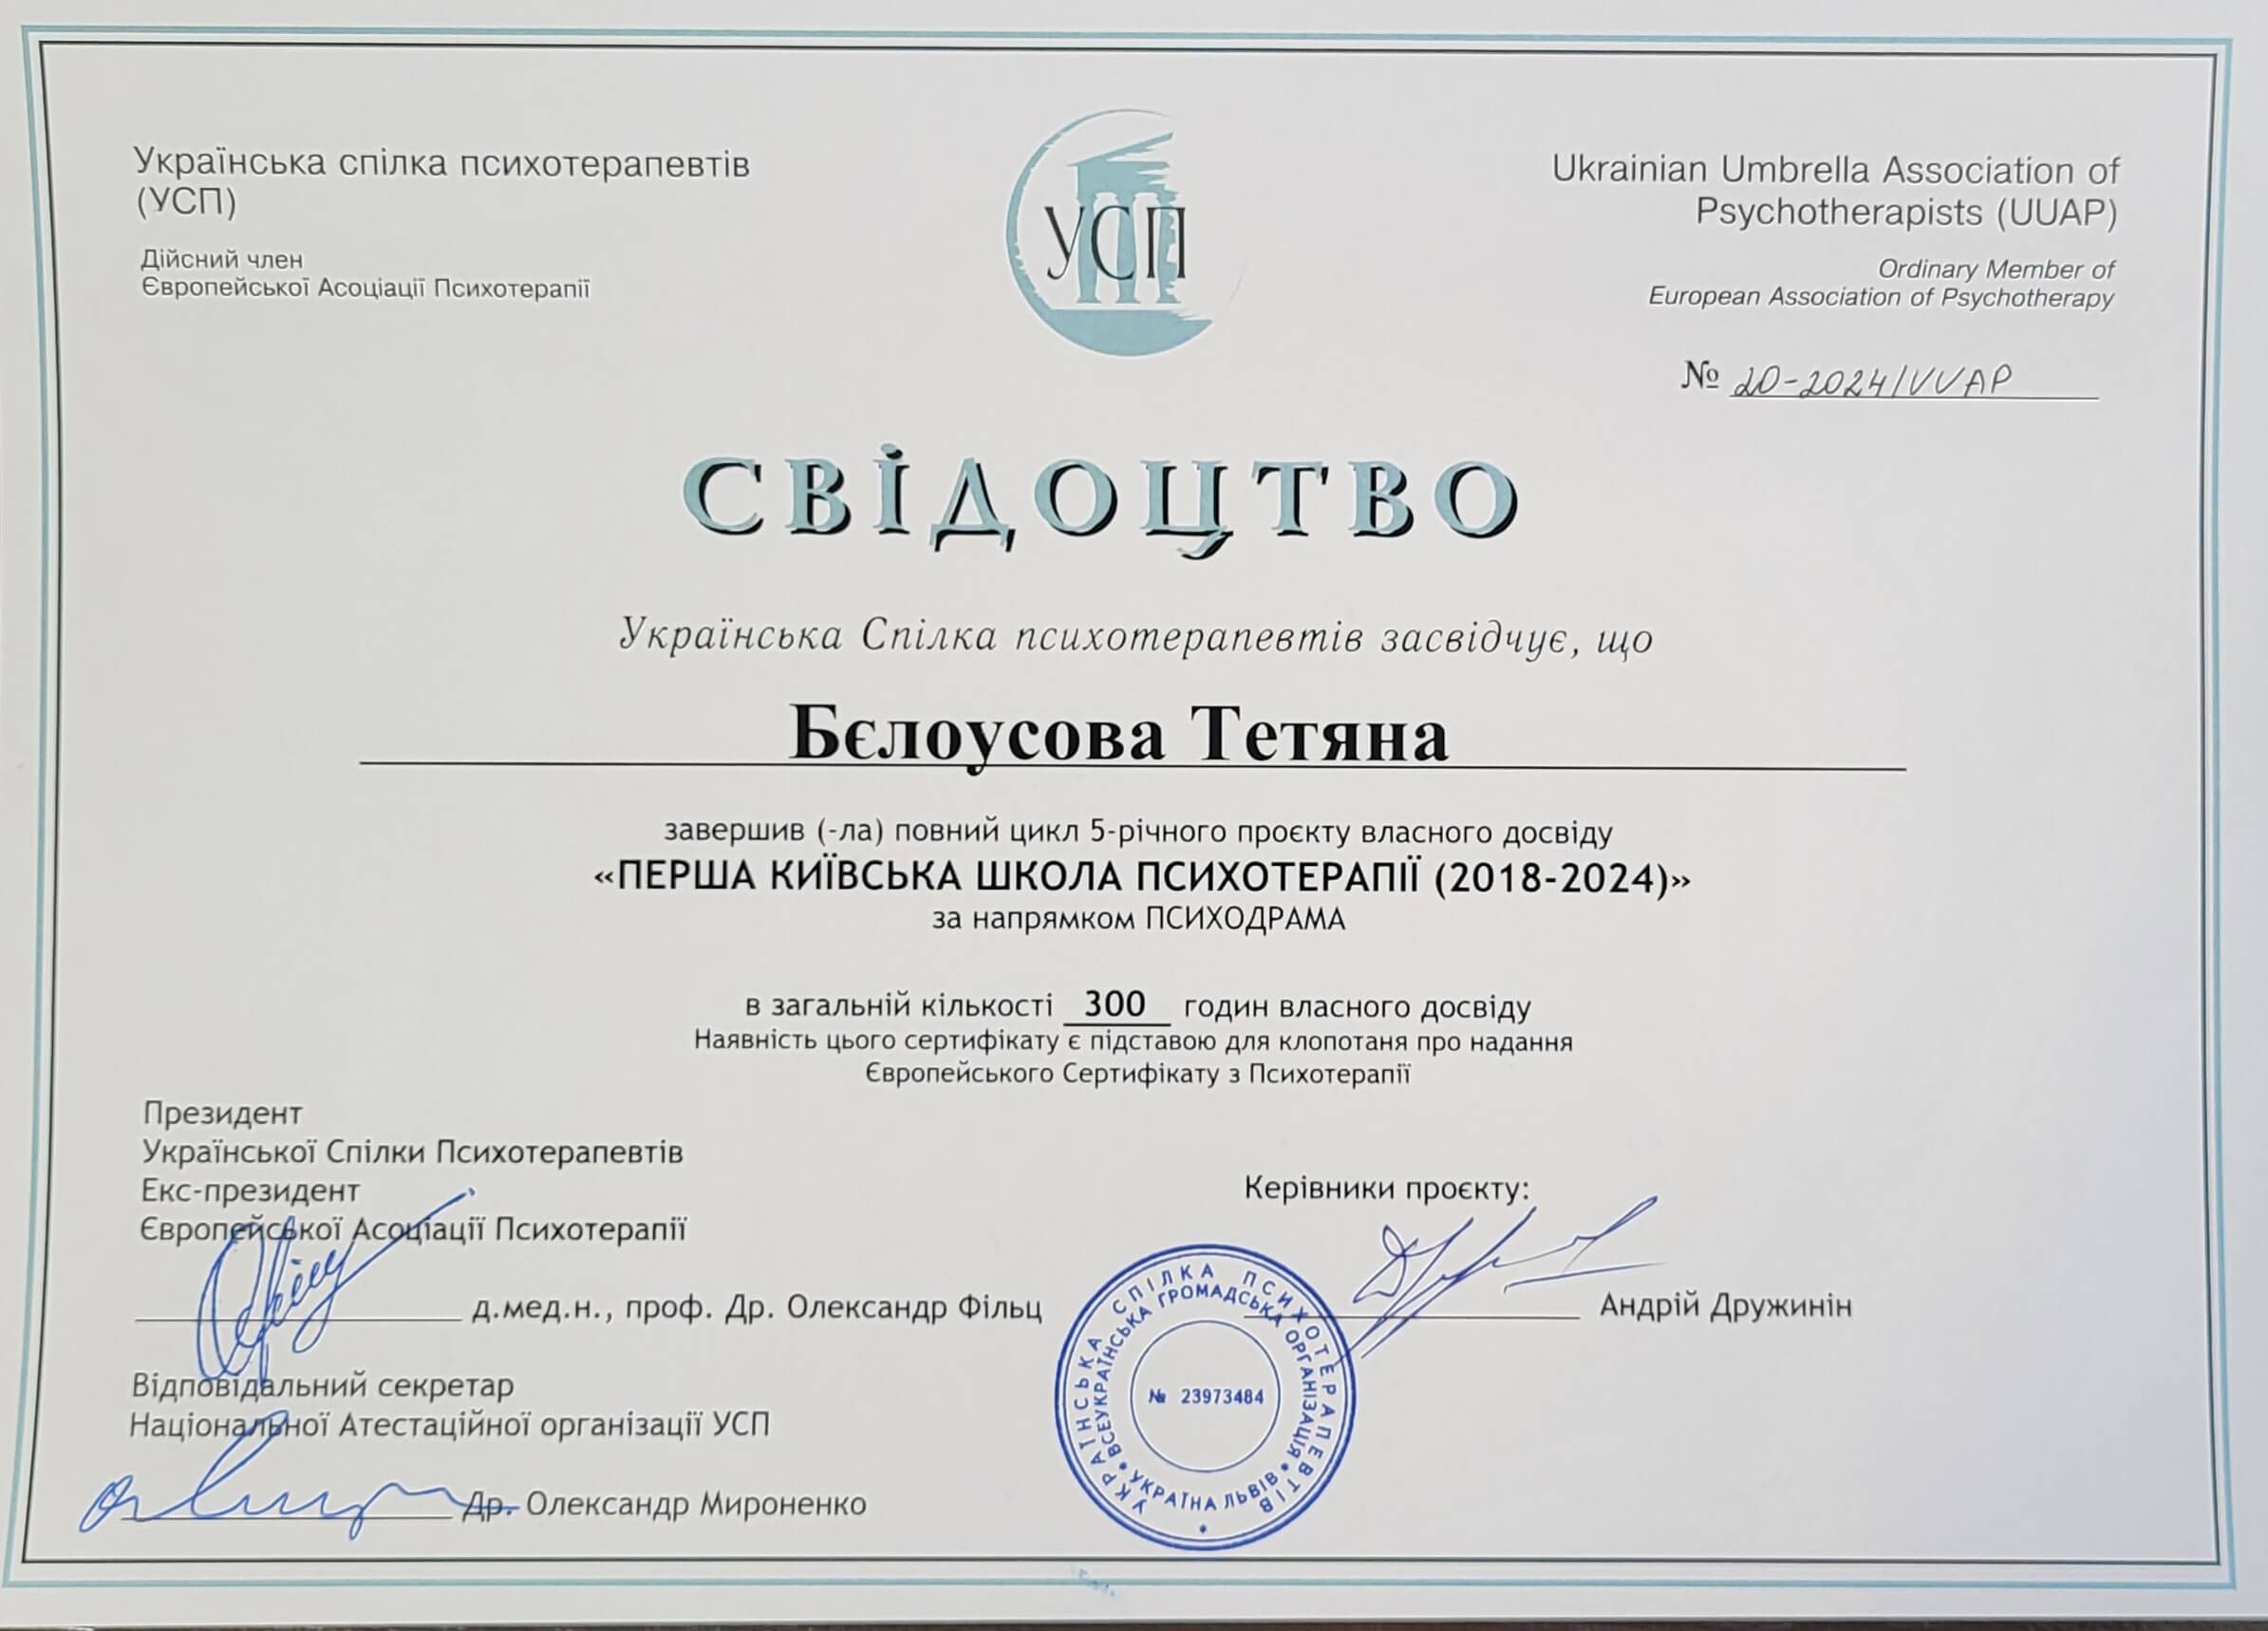 Українська спілка психотерапевтів
(УСП)
Дійсний член
Європейської Асоціації Психотерапії
УСП
Ukrainian Umbrella Association of
Psychotherapists (UUAP)
Ordinary Member of
European Association of Psychotherapy
№ 20-2024/UUAP
СВІДОЦТВО
Українська Спілка психотерапевтів засвідчує, що
Бєлоусова Тетяна
завершив (-ла) повний цикл 5-річного проєкту власного досвіду
«ПЕРША КИЇВСЬКА ШКОЛА ПСИХОТЕРАПІЇ (2018-2024)»
за напрямком ПСИХОДРАМА
в загальній кількості 300 годин власного досвіду
Наявність цього сертифікату є підставою для клопотаня про надання
Європейського Сертифікату з Психотерапії
Президент
Української Спілки Психотерапевтів
Екс-президент
Європейської Асоціації Психотерапії
д.мед.н., проф. Др. Олександр Фільц
Відповідальний секретар
Національної Атестаційної організації УСП
Др. Олександр Мироненко
Керівники проєкту:
Андрій Дружинін
УКРАЇНСЬКА СПІЛКА ПСИХОТЕРАПЕВТІВ
ВСЕУКРАЇНСЬКА ГРОМАДСЬКА ОРГАНІЗАЦІЯ
УКРАЇНА ЛЬВІВ
№ 23973484